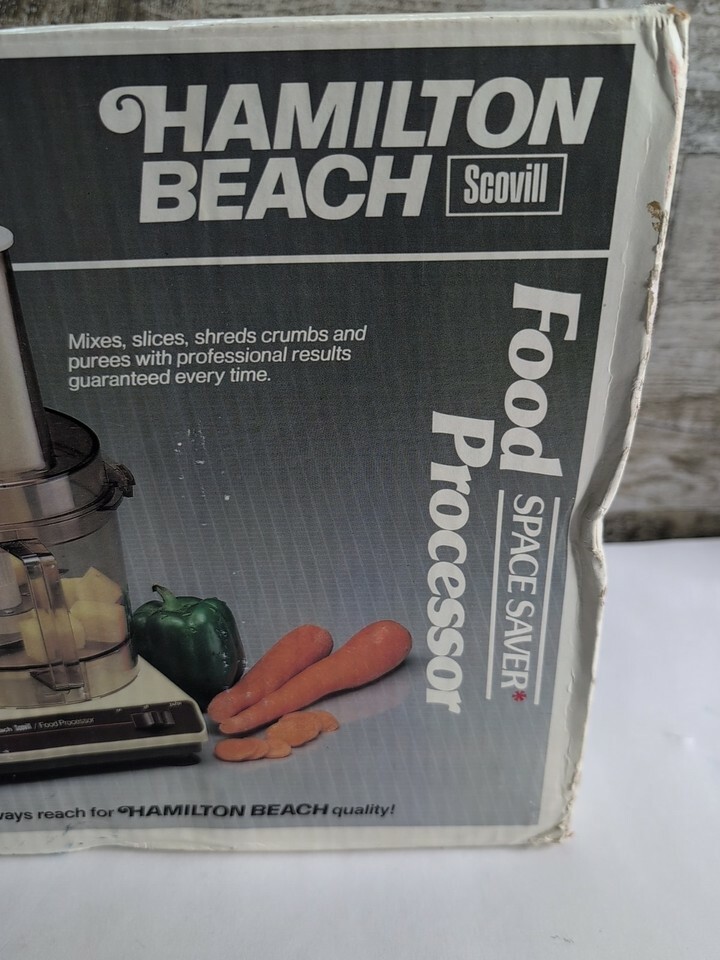 HAMILTON
BEACH Scovill
Mixes, slices, shreds crumbs and
purees with professional results
guaranteed every time.
Food
SPACE SAVER*
Processor
Scovill / Food Processor
ways reach for HAMILTON BEACH quality!